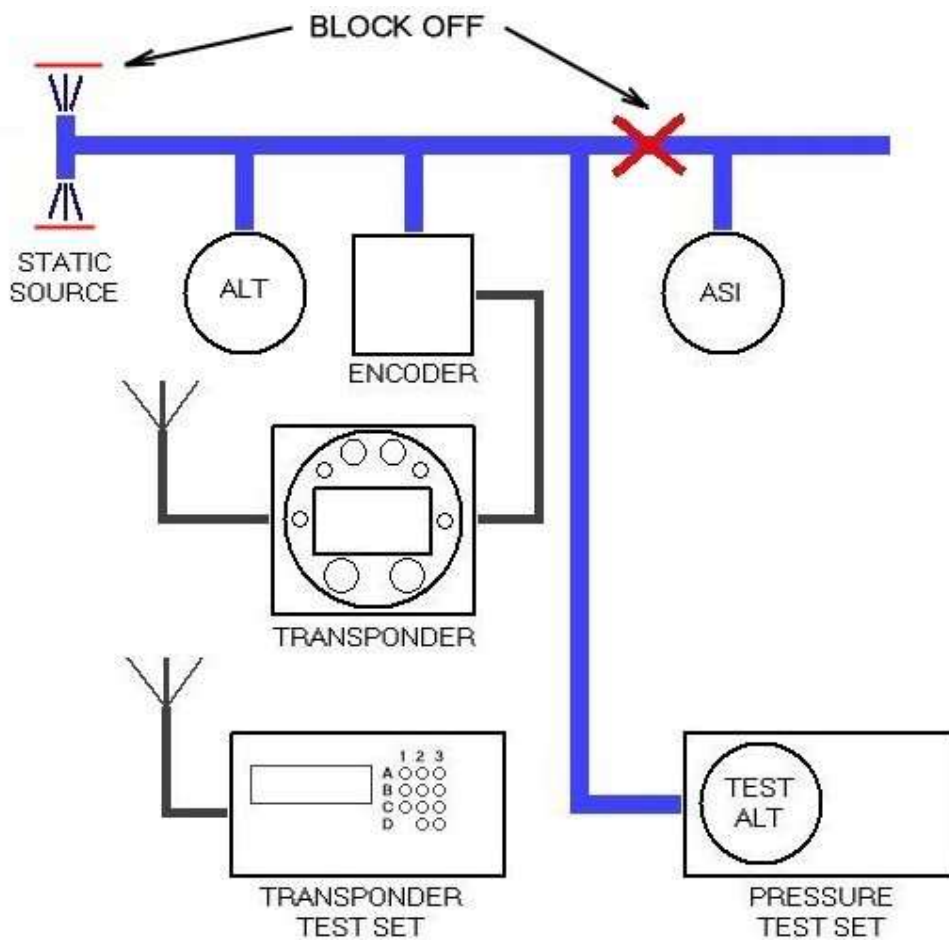 BLOCK OFF
STATIC
SOURCE
ALT
ENCODER
ASI
TRANSPONDER
1 2 3
A
B
C
D
TRANSPONDER
TEST SET
TEST
ALT
PRESSURE
TEST SET